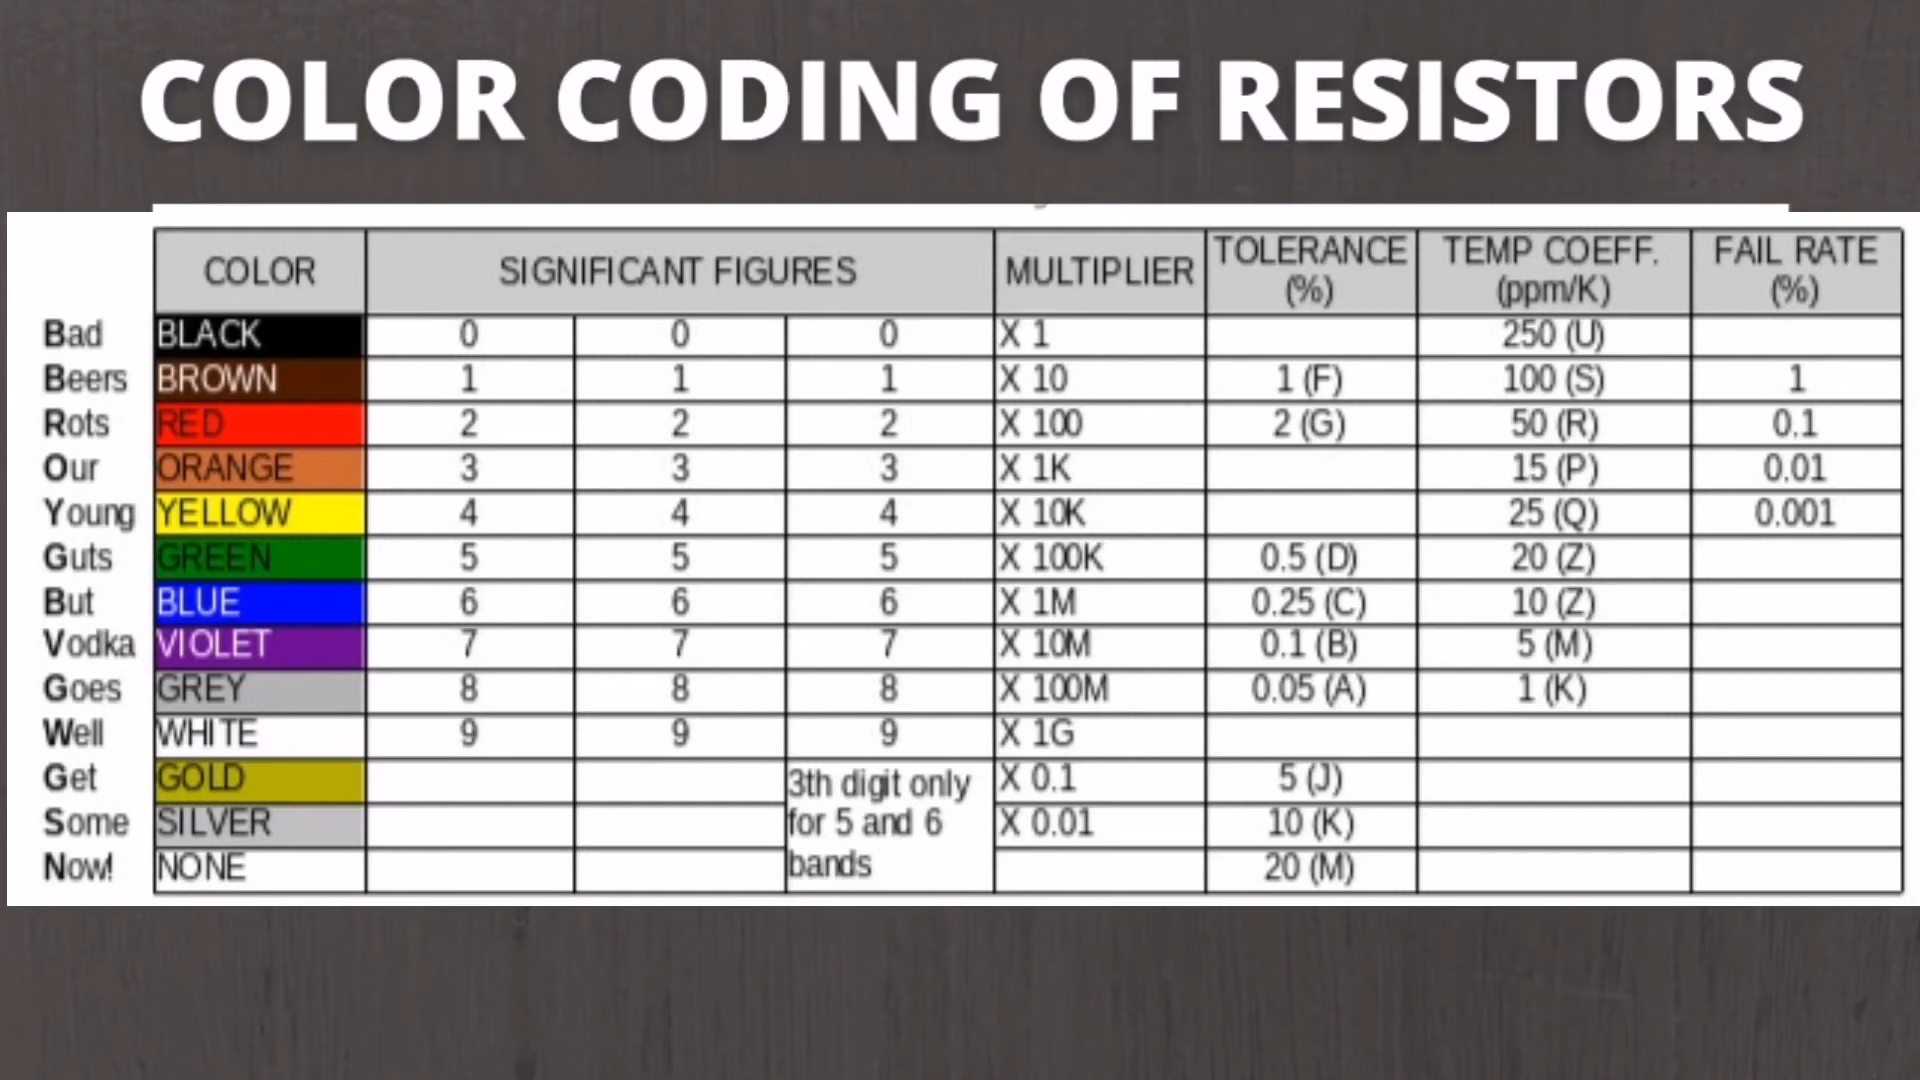 COLOR CODING OF RESISTORS
COLOR SIGNIFICANT FIGURES MULTIPLIER TOLERANCE (%) TEMP COEFF. (ppm/K) FAIL RATE (%)
Bad BLACK 0 0 0 X 1 250 (U)
Beers BROWN 1 1 1 X 10 1 (F) 100 (S) 1
Rots RED 2 2 2 X 100 2 (G) 50 (R) 0.1
Our ORANGE 3 3 3 X 1K 15 (P) 0.01
Young YELLOW 4 4 4 X 10K 25 (Q) 0.001
Guts GREEN 5 5 5 X 100K 0.5 (D) 20 (Z)
But BLUE 6 6 6 X 1M 0.25 (C) 10 (Z)
Vodka VIOLET 7 7 7 X 10M 0.1 (B) 5 (M)
Goes GREY 8 8 8 X 100M 0.05 (A) 1 (K)
Well WHITE 9 9 9 X 1G
Get GOLD 3th digit only X 0.1 5 (J)
Some SILVER for 5 and 6 X 0.01 10 (K)
Now! NONE bands 20 (M)